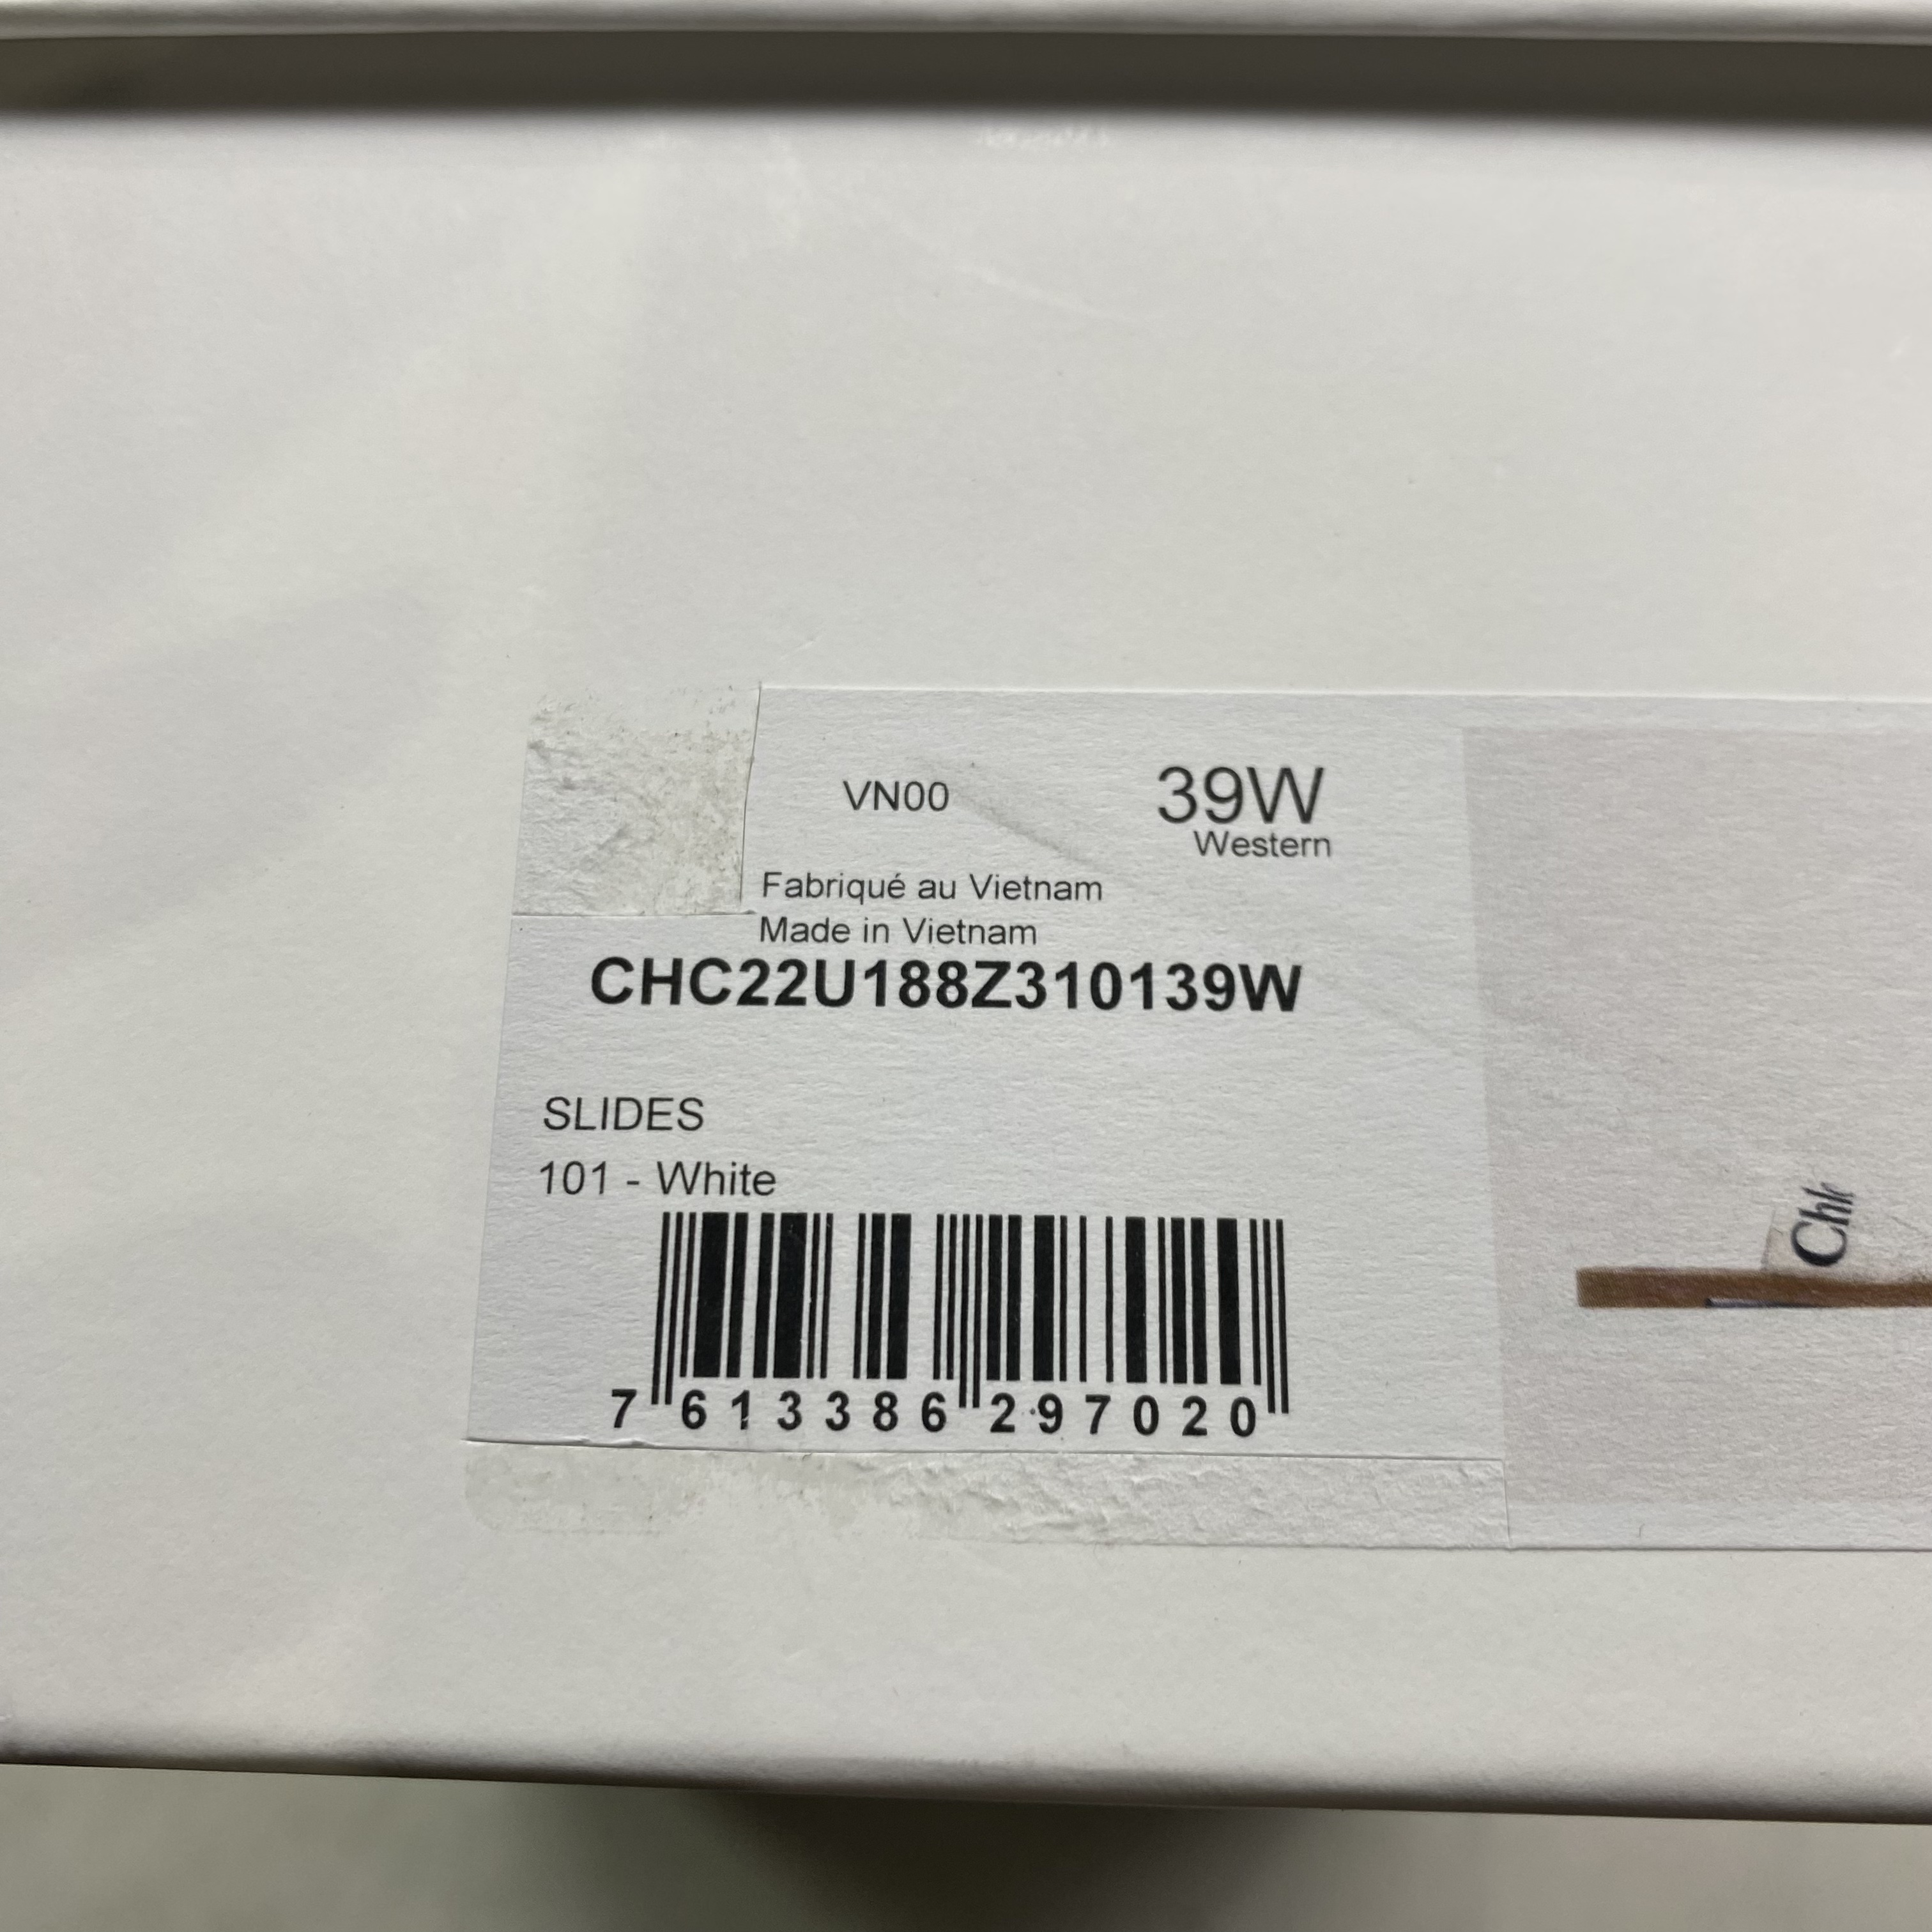 VN00
39W
Western
Fabriqué au Vietnam
Made in Vietnam
CHC22U188Z310139W
SLIDES
101 - White
7 613386 297020